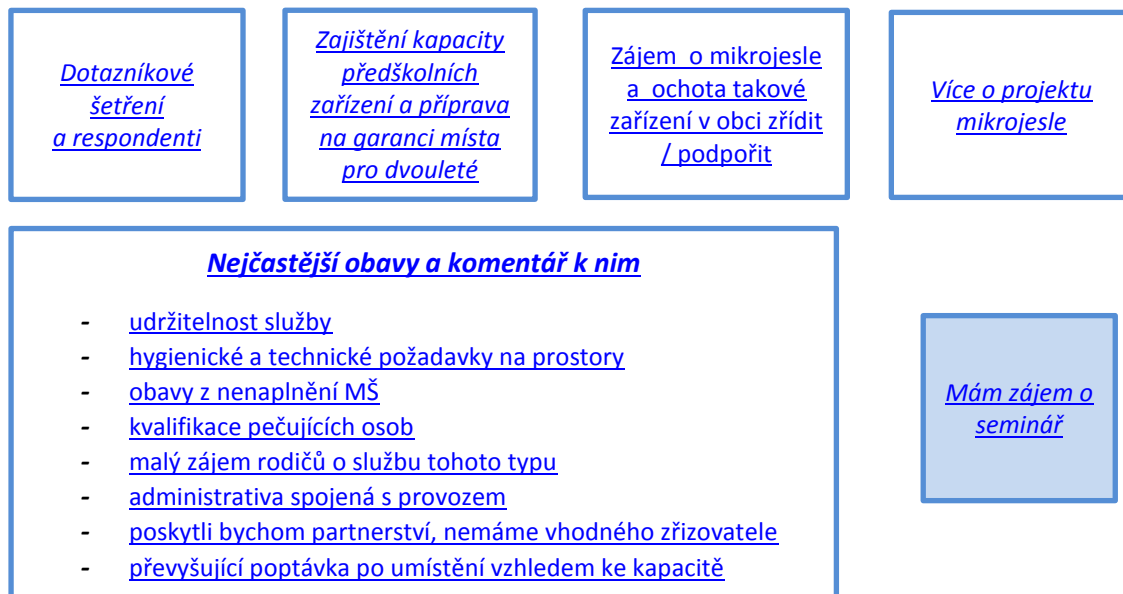 Dotazníkové
šetření
a respondenti
Zajištění kapacity
předškolních
zařízení a příprava
na garanci místa
pro dvouleté
Zájem o mikrojesle
a ochota takové
zařízení v obci zřídit
/ podpořit
Více o projektu
mikrojesle
Nejčastější obavy a komentář k nim
- udržitelnost služby
- hygienické a technické požadavky na prostory
- obavy z nenaplnění MŠ
- kvalifikace pečujících osob
- malý zájem rodičů o službu tohoto typu
- administrativa spojená s provozem
- poskytli bychom partnerství, nemáme vhodného zřizovatele
- převyšující poptávka po umístění vzhledem ke kapacitě
Mám zájem o
seminář